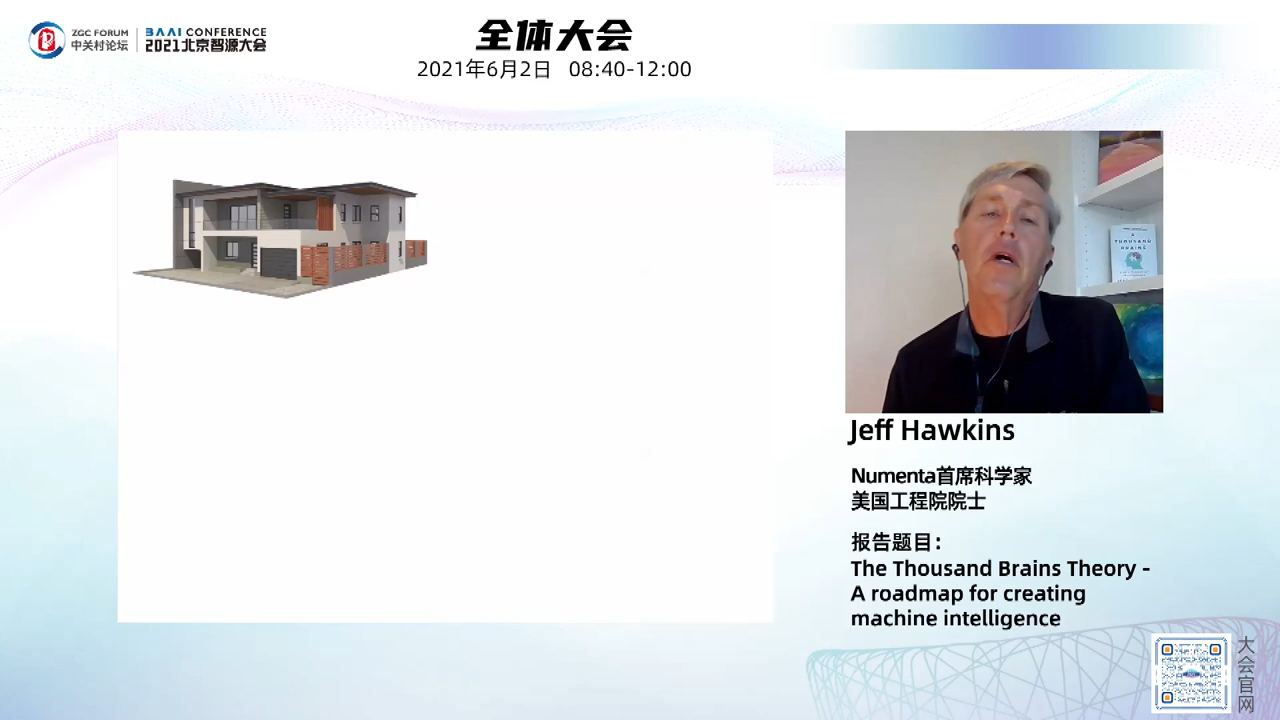 ZGC FORUM
中关村论坛
BAAI CONFERENCE
2021北京智源大会
全体大会
2021年6月2日 08:40-12:00
A
THOUSAND
BRAINS
Jeff Hawkins
Numenta首席科学家
美国工程院院士
报告题目：
The Thousand Brains Theory -
A roadmap for creating
machine intelligence
大会官网